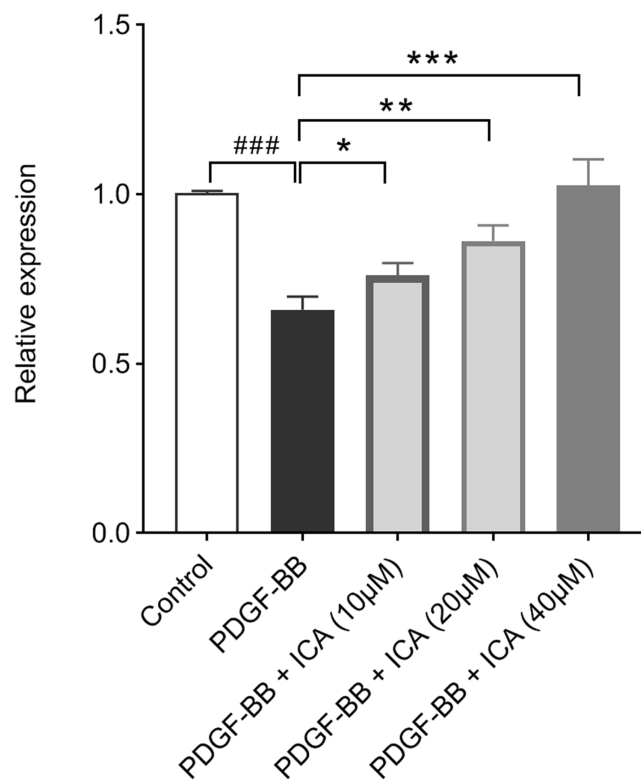 1.5
***
**
###
*
1.0
0.5
0.0
Relative expression
Control
PDGF-BB
PDGF-BB + ICA (10μM)
PDGF-BB + ICA (20μM)
PDGF-BB + ICA (40μM)